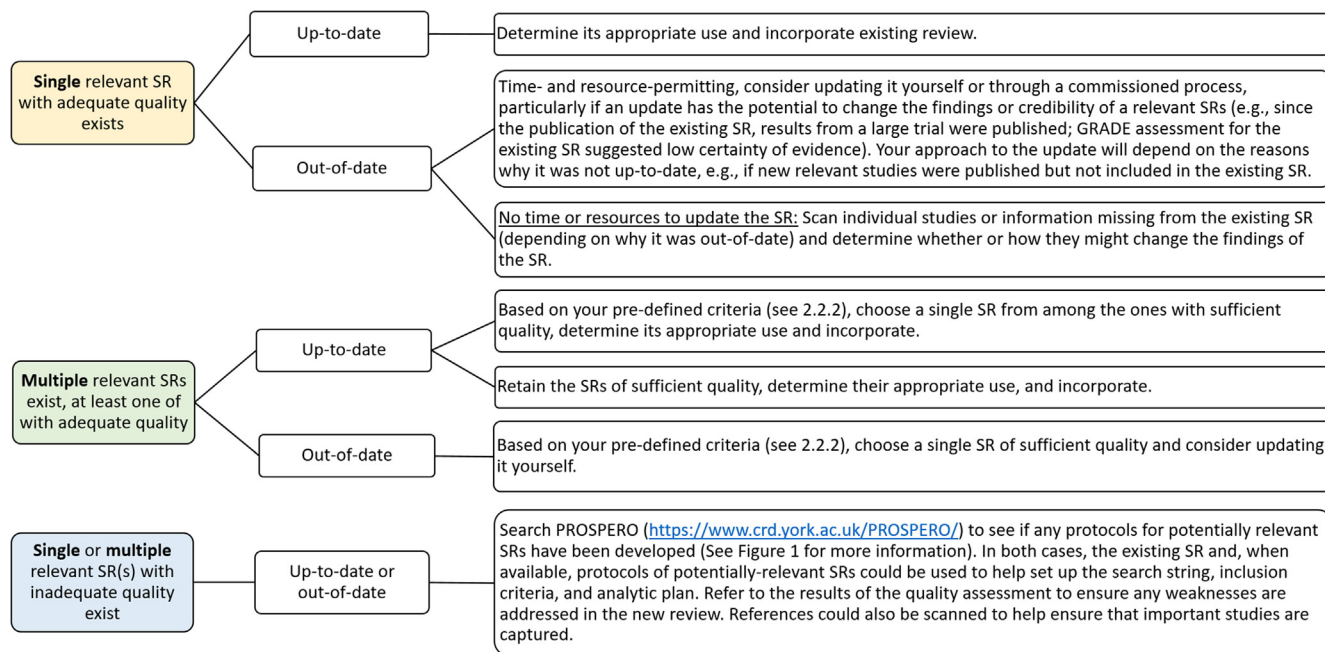 Single relevant SR
with adequate quality
exists
Up-to-date
Determine its appropriate use and incorporate existing review.
Out-of-date
Time- and resource-permitting, consider updating it yourself or through a commissioned process,
particularly if an update has the potential to change the findings or credibility of a relevant SRs (e.g., since
the publication of the existing SR, results from a large trial were published; GRADE assessment for the
existing SR suggested low certainty of evidence). Your approach to the update will depend on the reasons
why it was not up-to-date, e.g., if new relevant studies were published but not included in the existing SR.
No time or resources to update the SR: Scan individual studies or information missing from the existing SR
(depending on why it was out-of-date) and determine whether or how they might change the findings of
the SR.
Multiple relevant SRs
exist, at least one of
with adequate quality
Up-to-date
Based on your pre-defined criteria (see 2.2.2), choose a single SR from among the ones with sufficient
quality, determine its appropriate use and incorporate.
Retain the SRs of sufficient quality, determine their appropriate use, and incorporate.
Out-of-date
Based on your pre-defined criteria (see 2.2.2), choose a single SR of sufficient quality and consider updating
it yourself.
Single or multiple
relevant SR(s) with
inadequate quality
exist
Up-to-date or
out-of-date
Search PROSPERO (https://www.crd.york.ac.uk/PROSPERO/) to see if any protocols for potentially relevant
SRs have been developed (See Figure 1 for more information). In both cases, the existing SR and, when
available, protocols of potentially-relevant SRs could be used to help set up the search string, inclusion
criteria, and analytic plan. Refer to the results of the quality assessment to ensure any weaknesses are
addressed in the new review. References could also be scanned to help ensure that important studies are
captured.